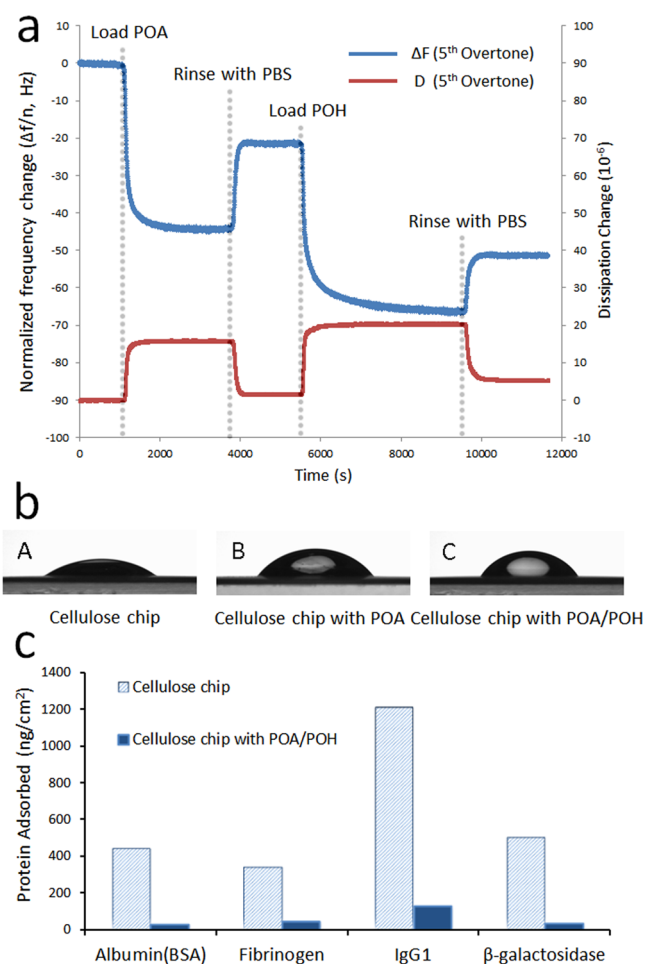 a
Load POA
Rinse with PBS
Load POH
Rinse with PBS
ΔF (5th Overtone)
D (5th Overtone)
Normalized frequency change (Δf/n, Hz)
10
0
-10
-20
-30
-40
-50
-60
-70
-80
-90
-100
Dissipation Change (10-6)
100
90
80
70
60
50
40
30
20
10
0
-10
0
2000
4000
6000
8000
10000
12000
Time (s)
b
A
B
C
Cellulose chip
Cellulose chip with POA
Cellulose chip with POA/POH
c
Protein Adsorbed (ng/cm2)
1400
1200
1000
800
600
400
200
0
Cellulose chip
Cellulose chip with POA/POH
Albumin(BSA)
Fibrinogen
IgG1
β-galactosidase